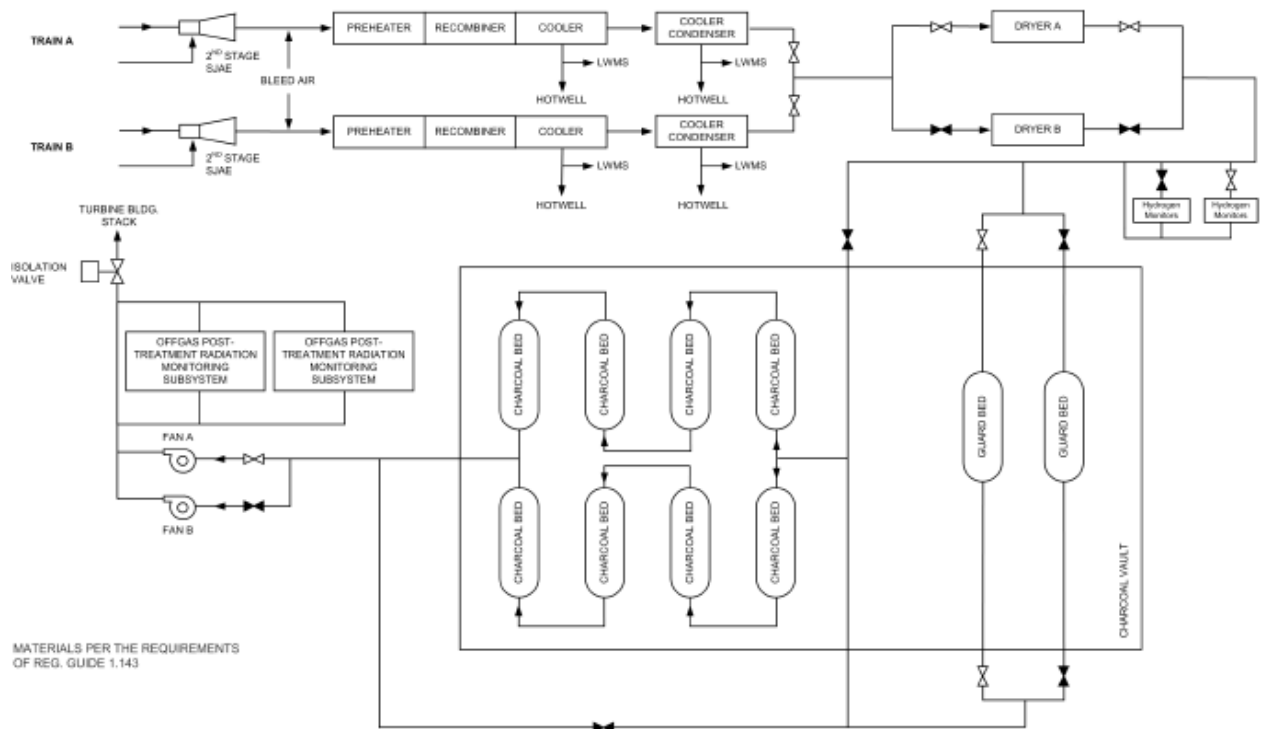 TRAIN A
2ND STAGE
SJAE
BLEED AIR
PREHEATER
RECOMBINER
COOLER
COOLER
CONDENSER
LWMS
HOTWELL
LWMS
HOTWELL
DRYER A
TRAIN B
2ND STAGE
SJAE
PREHEATER
RECOMBINER
COOLER
COOLER
CONDENSER
LWMS
HOTWELL
LWMS
HOTWELL
DRYER B
Hydrogen
Monitors
Hydrogen
Monitors
TURBINE BLDG.
STACK
ISOLATION
VALVE
OFFGAS POST-
TREATMENT RADIATION
MONITORING
SUBSYSTEM
OFFGAS POST-
TREATMENT RADIATION
MONITORING
SUBSYSTEM
FAN A
FAN B
CHARCOAL BED
CHARCOAL BED
CHARCOAL BED
CHARCOAL BED
CHARCOAL BED
CHARCOAL BED
CHARCOAL BED
CHARCOAL BED
GUARD BED
GUARD BED
CHARCOAL VAULT
MATERIALS PER THE REQUIREMENTS
OF REG. GUIDE 1.143